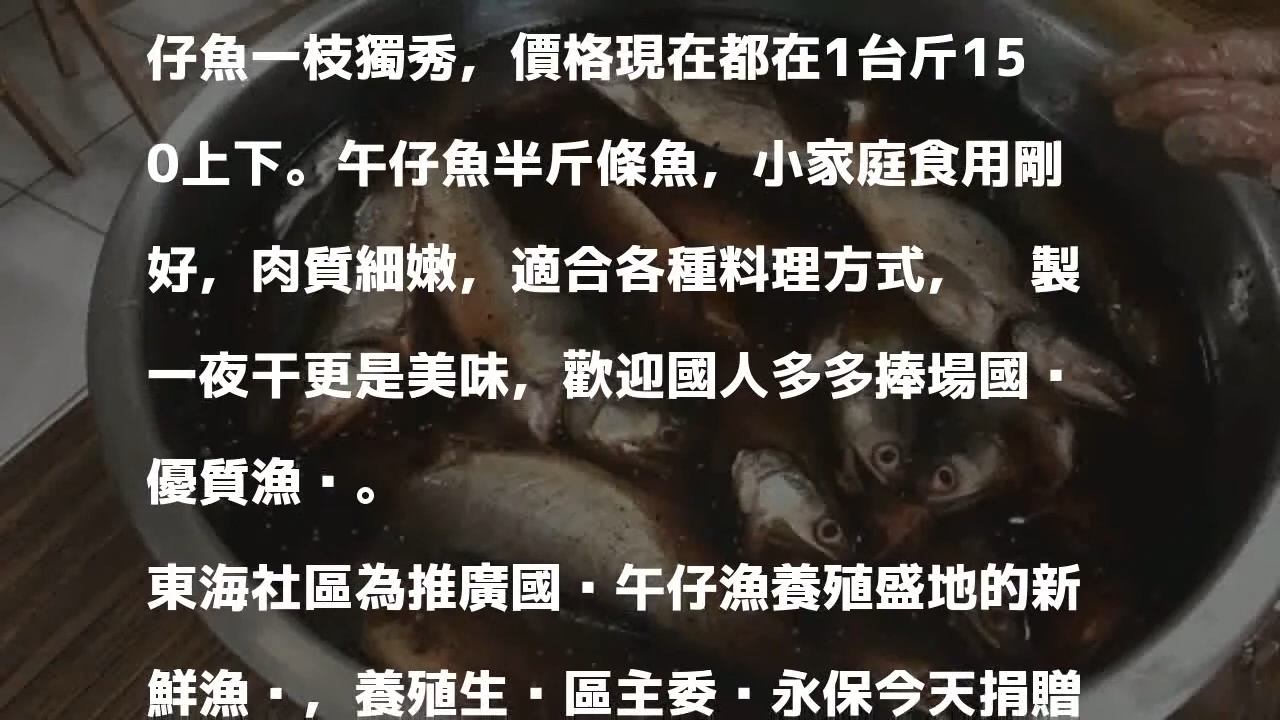 仔魚一枝獨秀，價格現在都在1台斤15
0上下。午仔魚半斤條魚，小家庭食用剛
好，肉質細嫩，適合各種料理方式，　製
一夜干更是美味，歡迎國人多多捧場國▪
優質漁▪。
東海社區為推廣國▪午仔漁養殖盛地的新
鮮漁▪，養殖生▪區主委▪永保今天捐贈